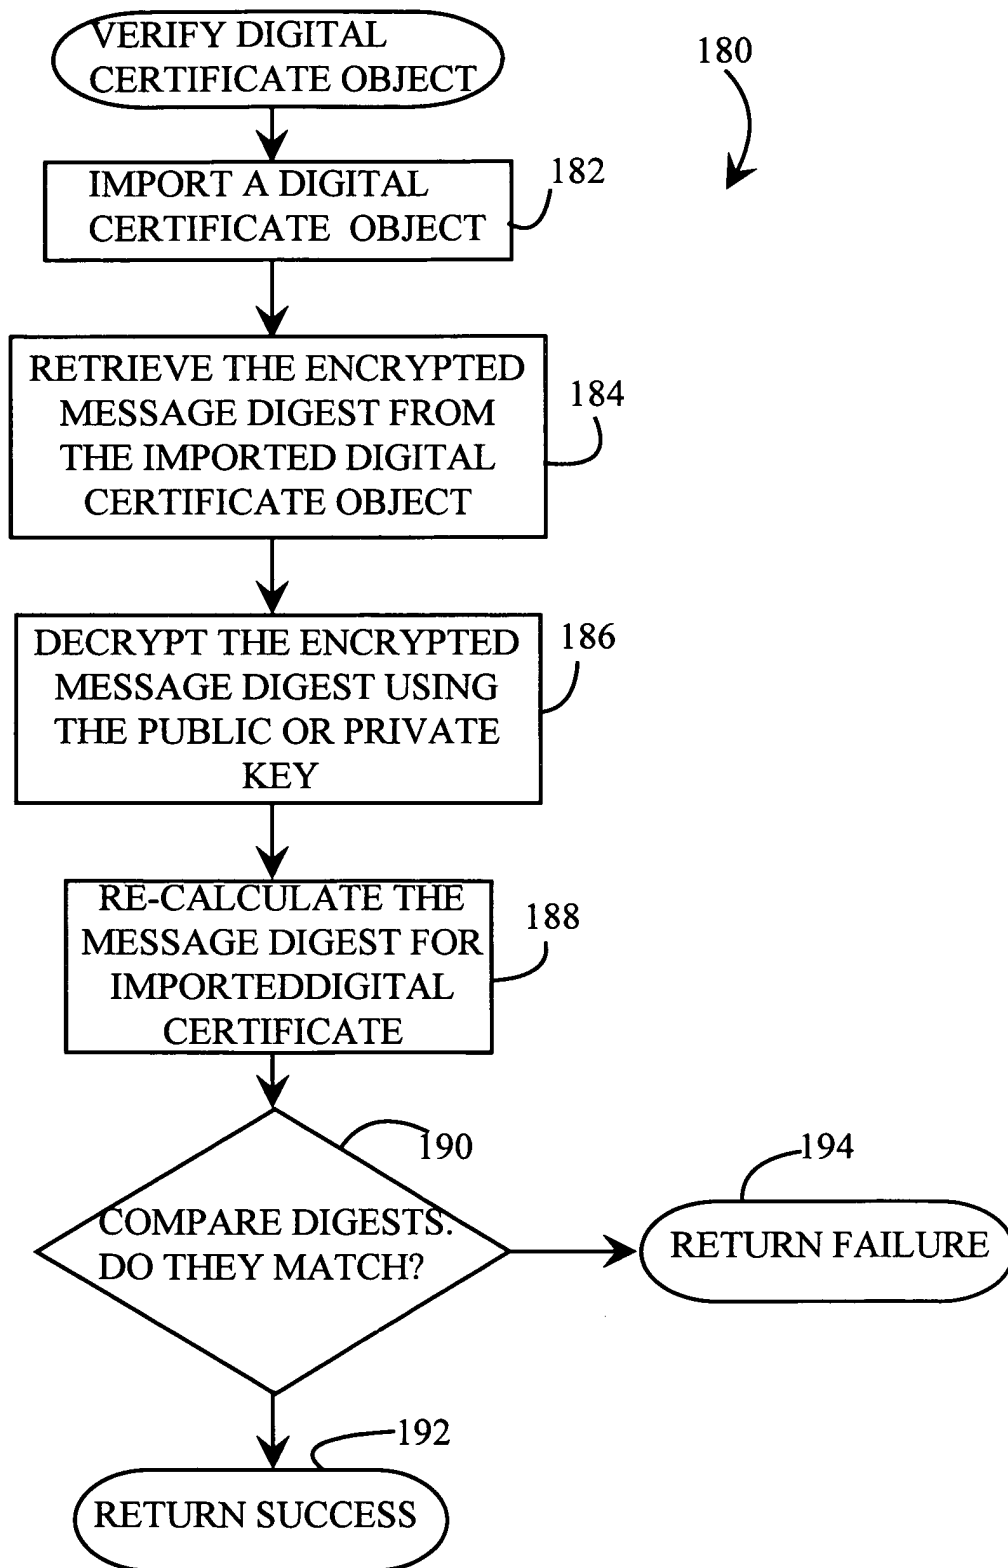 VERIFY DIGITAL
CERTIFICATE OBJECT
180
IMPORT A DIGITAL
CERTIFICATE OBJECT
182
RETRIEVE THE ENCRYPTED
MESSAGE DIGEST FROM
THE IMPORTED DIGITAL
CERTIFICATE OBJECT
184
DECRYPT THE ENCRYPTED
MESSAGE DIGEST USING
THE PUBLIC OR PRIVATE
KEY
186
RE-CALCULATE THE
MESSAGE DIGEST FOR
IMPORTEDDIGITAL
CERTIFICATE
188
190
COMPARE DIGESTS.
DO THEY MATCH?
194
RETURN FAILURE
192
RETURN SUCCESS